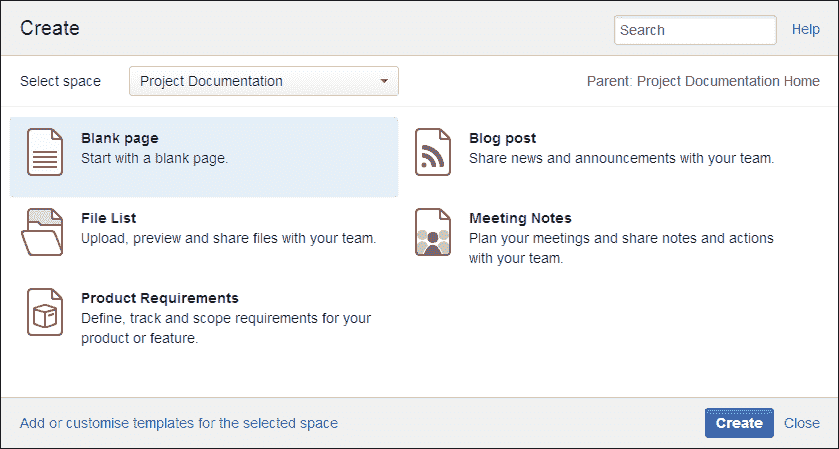 Create
Search
Help
Select space
Project Documentation
Parent: Project Documentation Home
Blank page
Start with a blank page.
Blog post
Share news and announcements with your team.
File List
Upload, preview and share files with your team.
Meeting Notes
Plan your meetings and share notes and actions
with your team.
Product Requirements
Define, track and scope requirements for your
product or feature.
Add or customise templates for the selected space
Create
Close